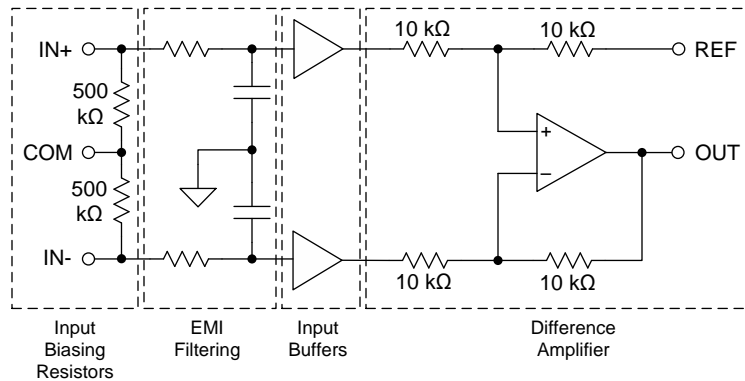 IN+
10 kΩ
10 kΩ
REF
500
kΩ
COM
+
−
OUT
500
kΩ
IN-
10 kΩ
10 kΩ
Input
Biasing
Resistors
EMI
Filtering
Input
Buffers
Difference
Amplifier